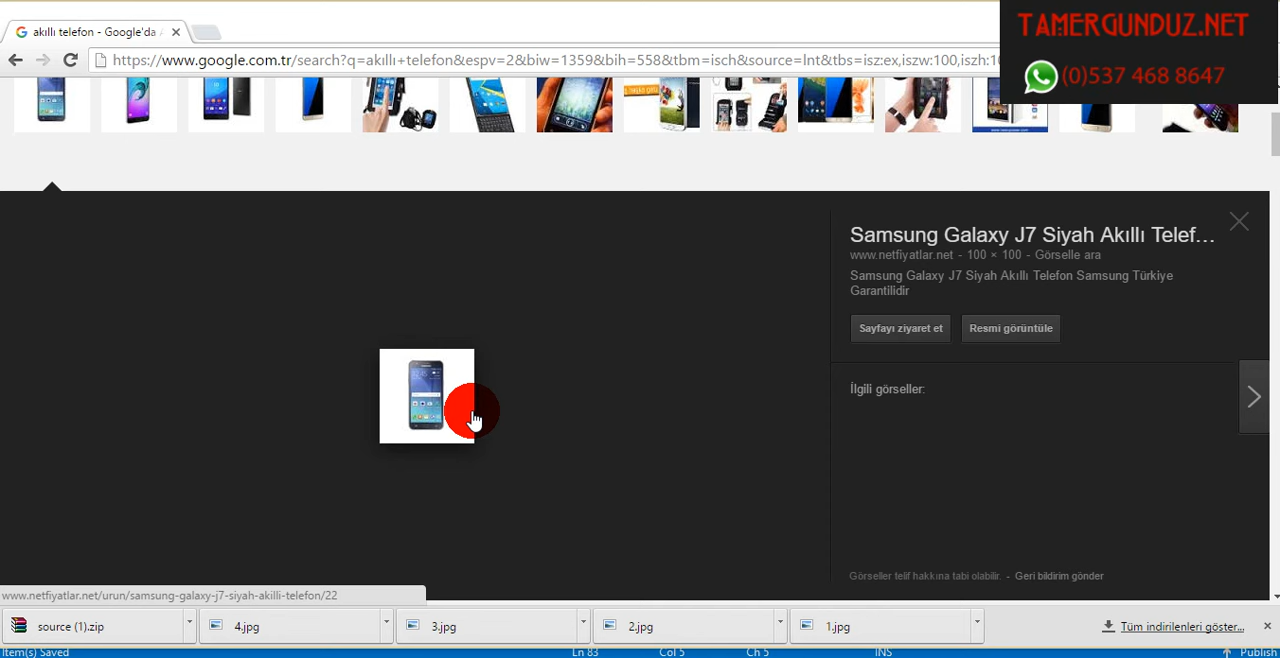 TAMERGUNDUZ.NET
(0)537 468 8647
akıllı telefon - Google'da
https://www.google.com.tr/search?q=akıllı+telefon&espv=2&biw=1359&bih=558&tbm=isch&source=lnt&tbs=isz:ex,iszw:100,iszh:10
Samsung Galaxy J7 Siyah Akıllı Telef...
www.netfiyatlar.net - 100 × 100 - Görselle ara
Samsung Galaxy J7 Siyah Akıllı Telefon Samsung Türkiye
Garantilidir
Sayfayı ziyaret et
Resmi görüntüle
İlgili görseller:
Görseller telif hakkına tabi olabilir. - Geri bildirim gönder
www.netfiyatlar.net/urun/samsung-galaxy-j7-siyah-akilli-telefon/22
source (1).zip
4.jpg
3.jpg
2.jpg
1.jpg
Tüm indirilenleri göster...
Item(s) Saved
Ln 83
Col 5
Ch 5
INS
Publish